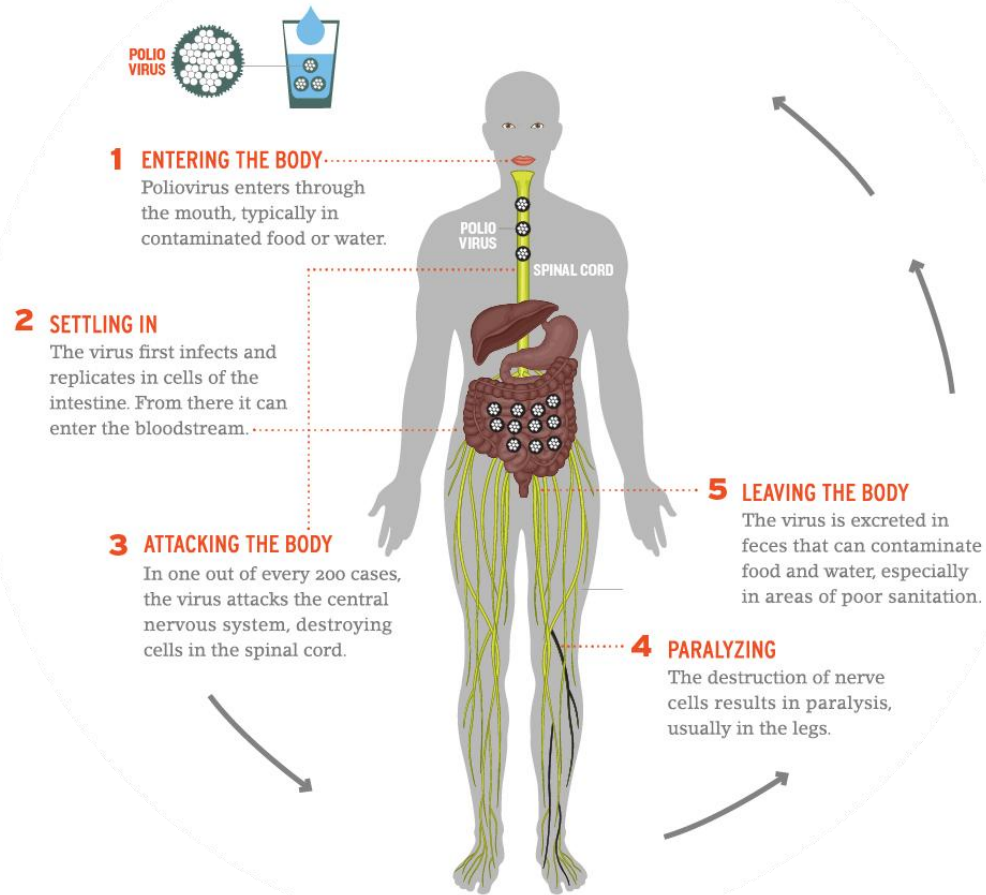 POLIO
VIRUS
1 ENTERING THE BODY
Poliovirus enters through
the mouth, typically in
contaminated food or water.
POLIO
VIRUS
SPINAL CORD
2 SETTLING IN
The virus first infects and
replicates in cells of the
intestine. From there it can
enter the bloodstream.
3 ATTACKING THE BODY
In one out of every 200 cases,
the virus attacks the central
nervous system, destroying
cells in the spinal cord.
4 PARALYZING
The destruction of nerve
cells results in paralysis,
usually in the legs.
5 LEAVING THE BODY
The virus is excreted in
feces that can contaminate
food and water, especially
in areas of poor sanitation.